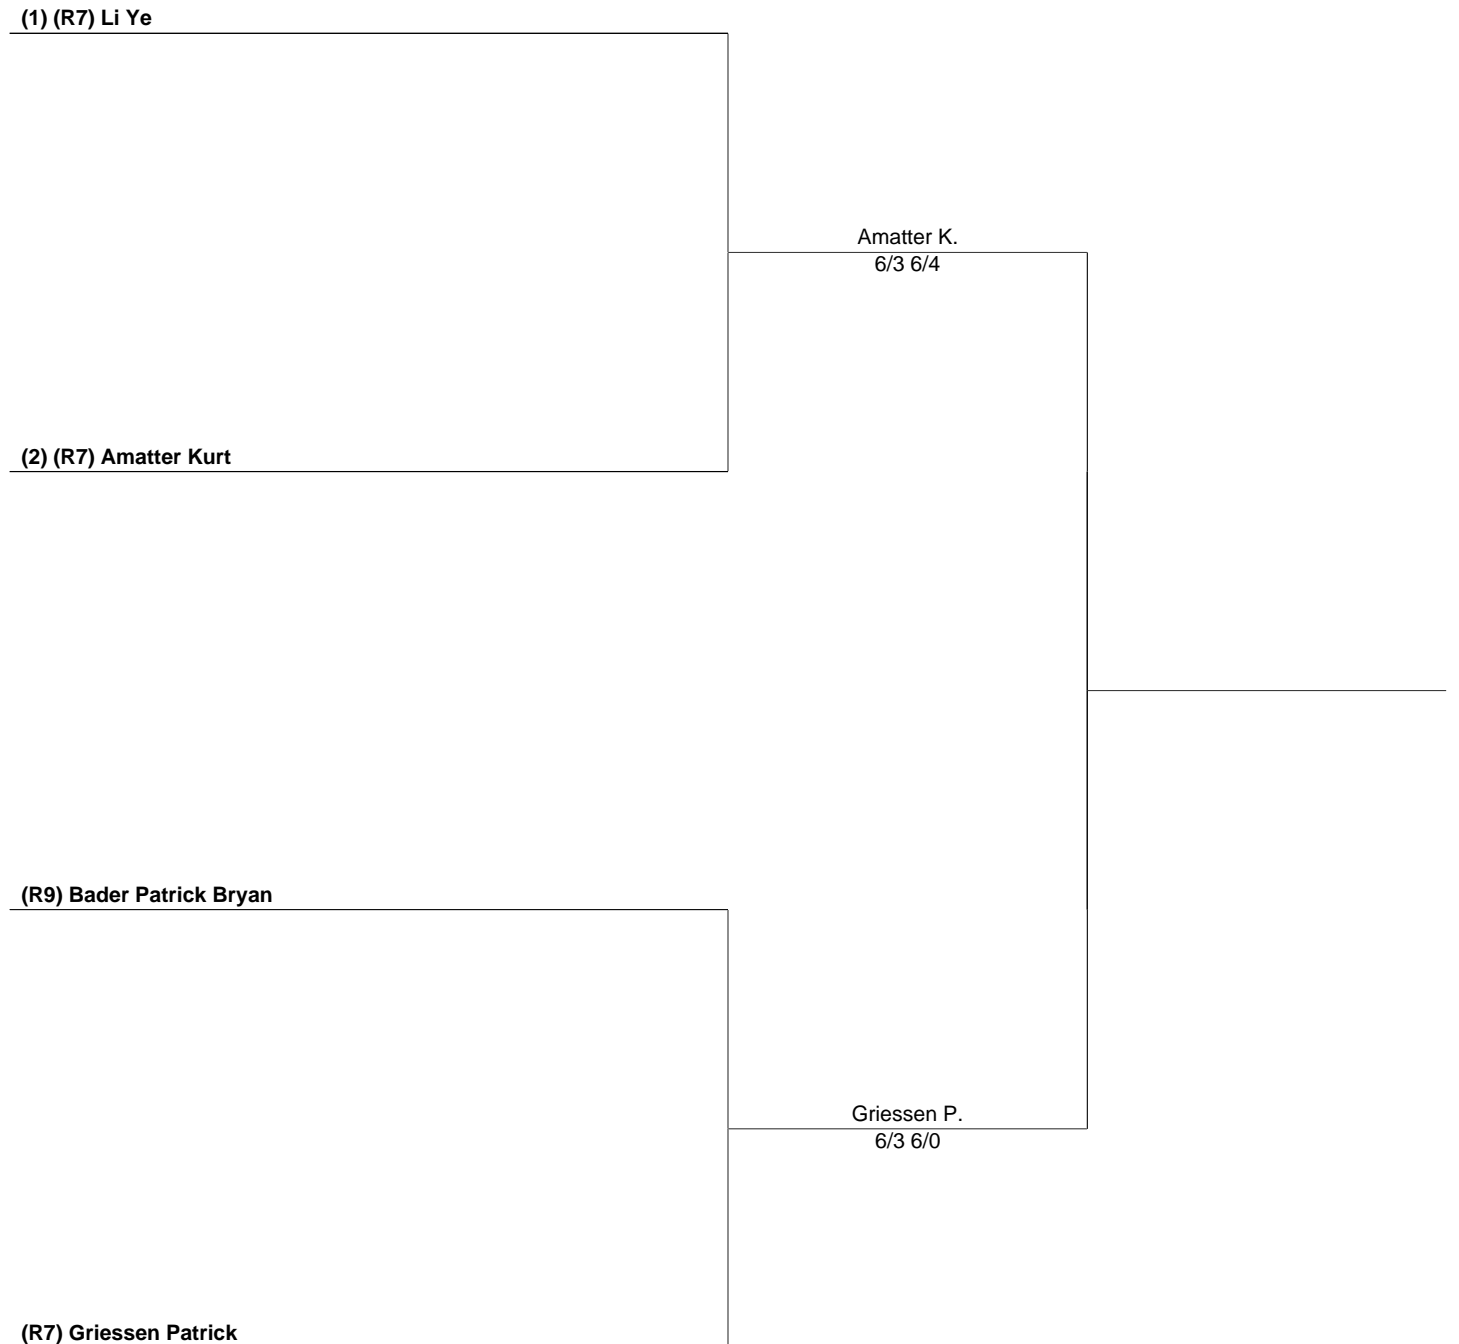 (1) (R7) Li Ye
Amatter K.
6/3 6/4
(2) (R7) Amatter Kurt
(R9) Bader Patrick Bryan
Griessen P.
6/3 6/0
(R7) Griessen Patrick